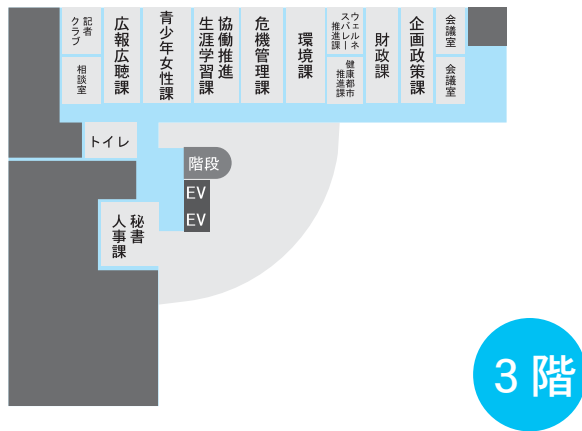 記者
クラブ
相談室
広報広聴課
青少年女性課
協働推進
生涯学習課
危機管理課
環境課
ウェルネ
スバレー
推進課
健康都市
推進課
財政課
企画政策課
会議室
会議室
トイレ
階段
EV
EV
秘書
人事課
3階